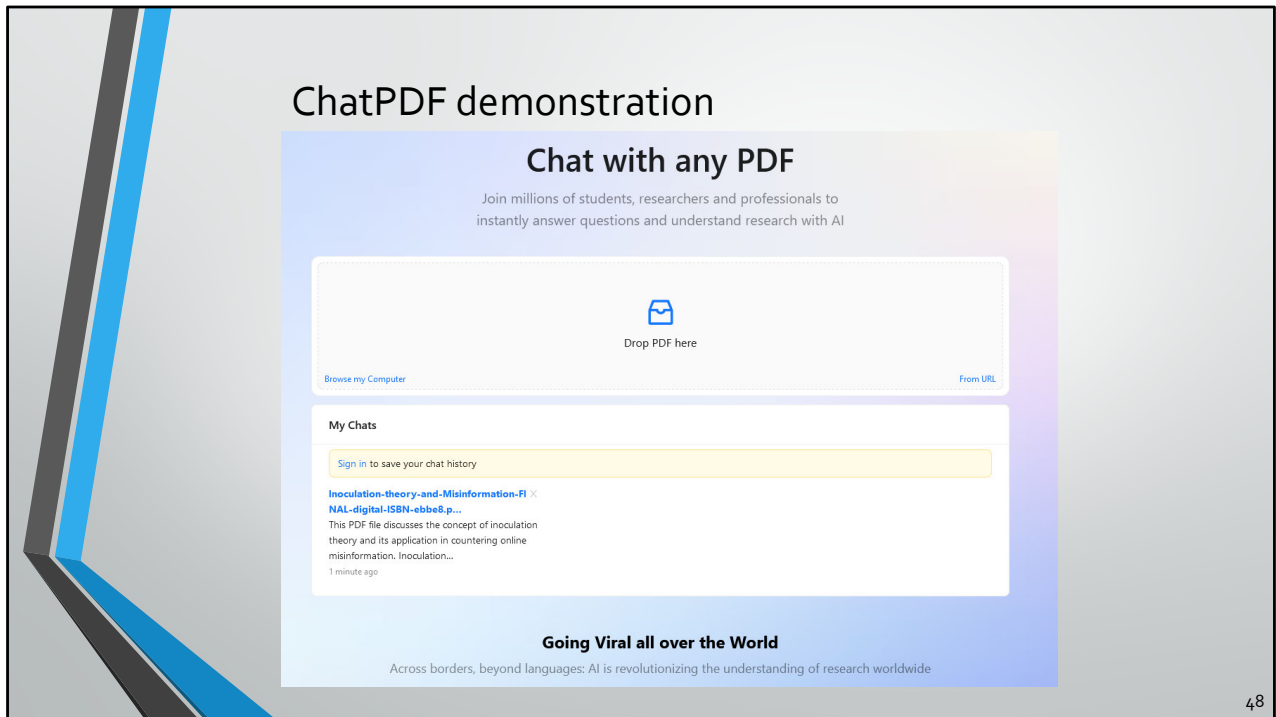 ChatPDF demonstration
Chat with any PDF
Join millions of students, researchers and professionals to
instantly answer questions and understand research with AI
Drop PDF here
Browse my Computer
From URL
My Chats
Sign in to save your chat history
Inoculation-theory-and-Misinformation-FI
NAL-digital-ISBN-ebbe8.p...
This PDF file discusses the concept of inoculation
theory and its application in countering online
misinformation. Inoculation...
1 minute ago
Going Viral all over the World
Across borders, beyond languages: AI is revolutionizing the understanding of research worldwide
48